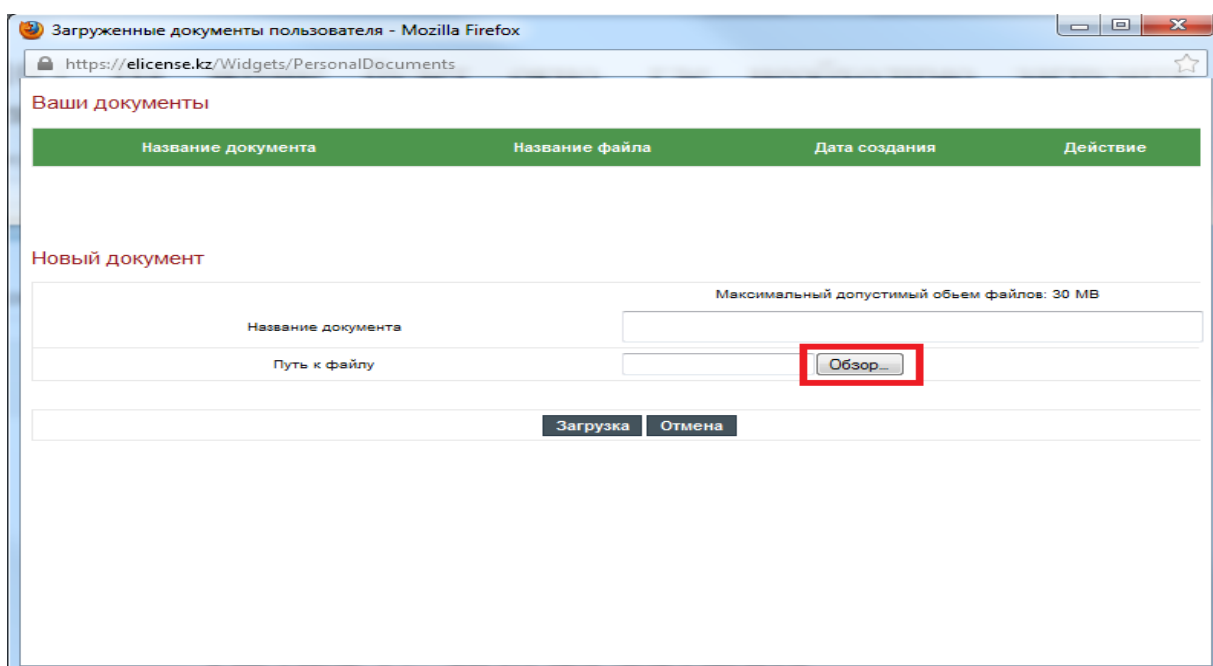 Загруженные документы пользователя - Mozilla Firefox
https://elicense.kz/Widgets/PersonalDocuments
Ваши документы
Название документа Название файла Дата создания Действие
Новый документ
Максимальный допустимый обьем файлов: 30 MB
Название документа
Путь к файлу Обзор...
Загрузка Отмена